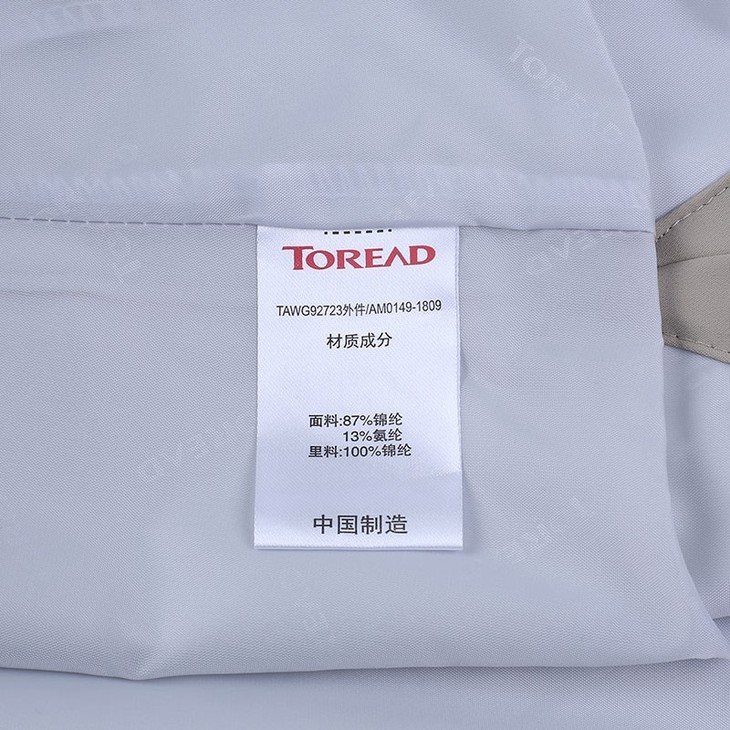 TOREAD
TOREAD
TAWG92723外件/AM0149-1809
材质成分
面料:87%锦纶
13%氨纶
里料:100%锦纶
中国制造